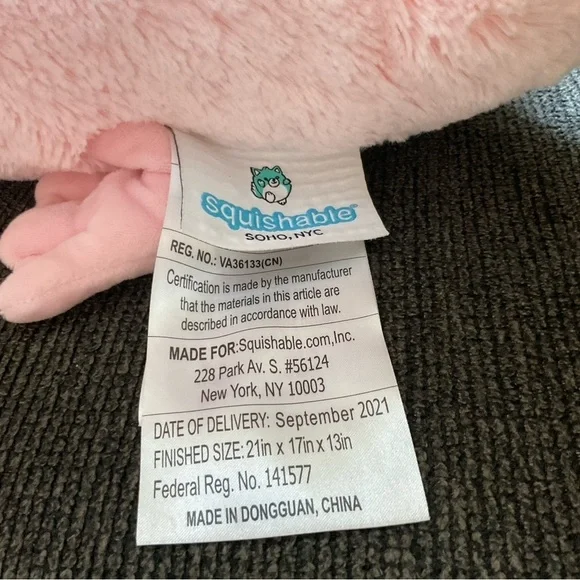 squishable
SOHO, NYC
REG. NO.: VA36133(CN)
Certification is made by the manufacturer
that the materials in this article are
described in accordance with law.
MADE FOR:Squishable.com,Inc.
228 Park Av. S. #56124
New York, NY 10003
DATE OF DELIVERY: September 2021
FINISHED SIZE: 21in x 17in x 13in
Federal Reg. No. 141577
MADE IN DONGGUAN, CHINA